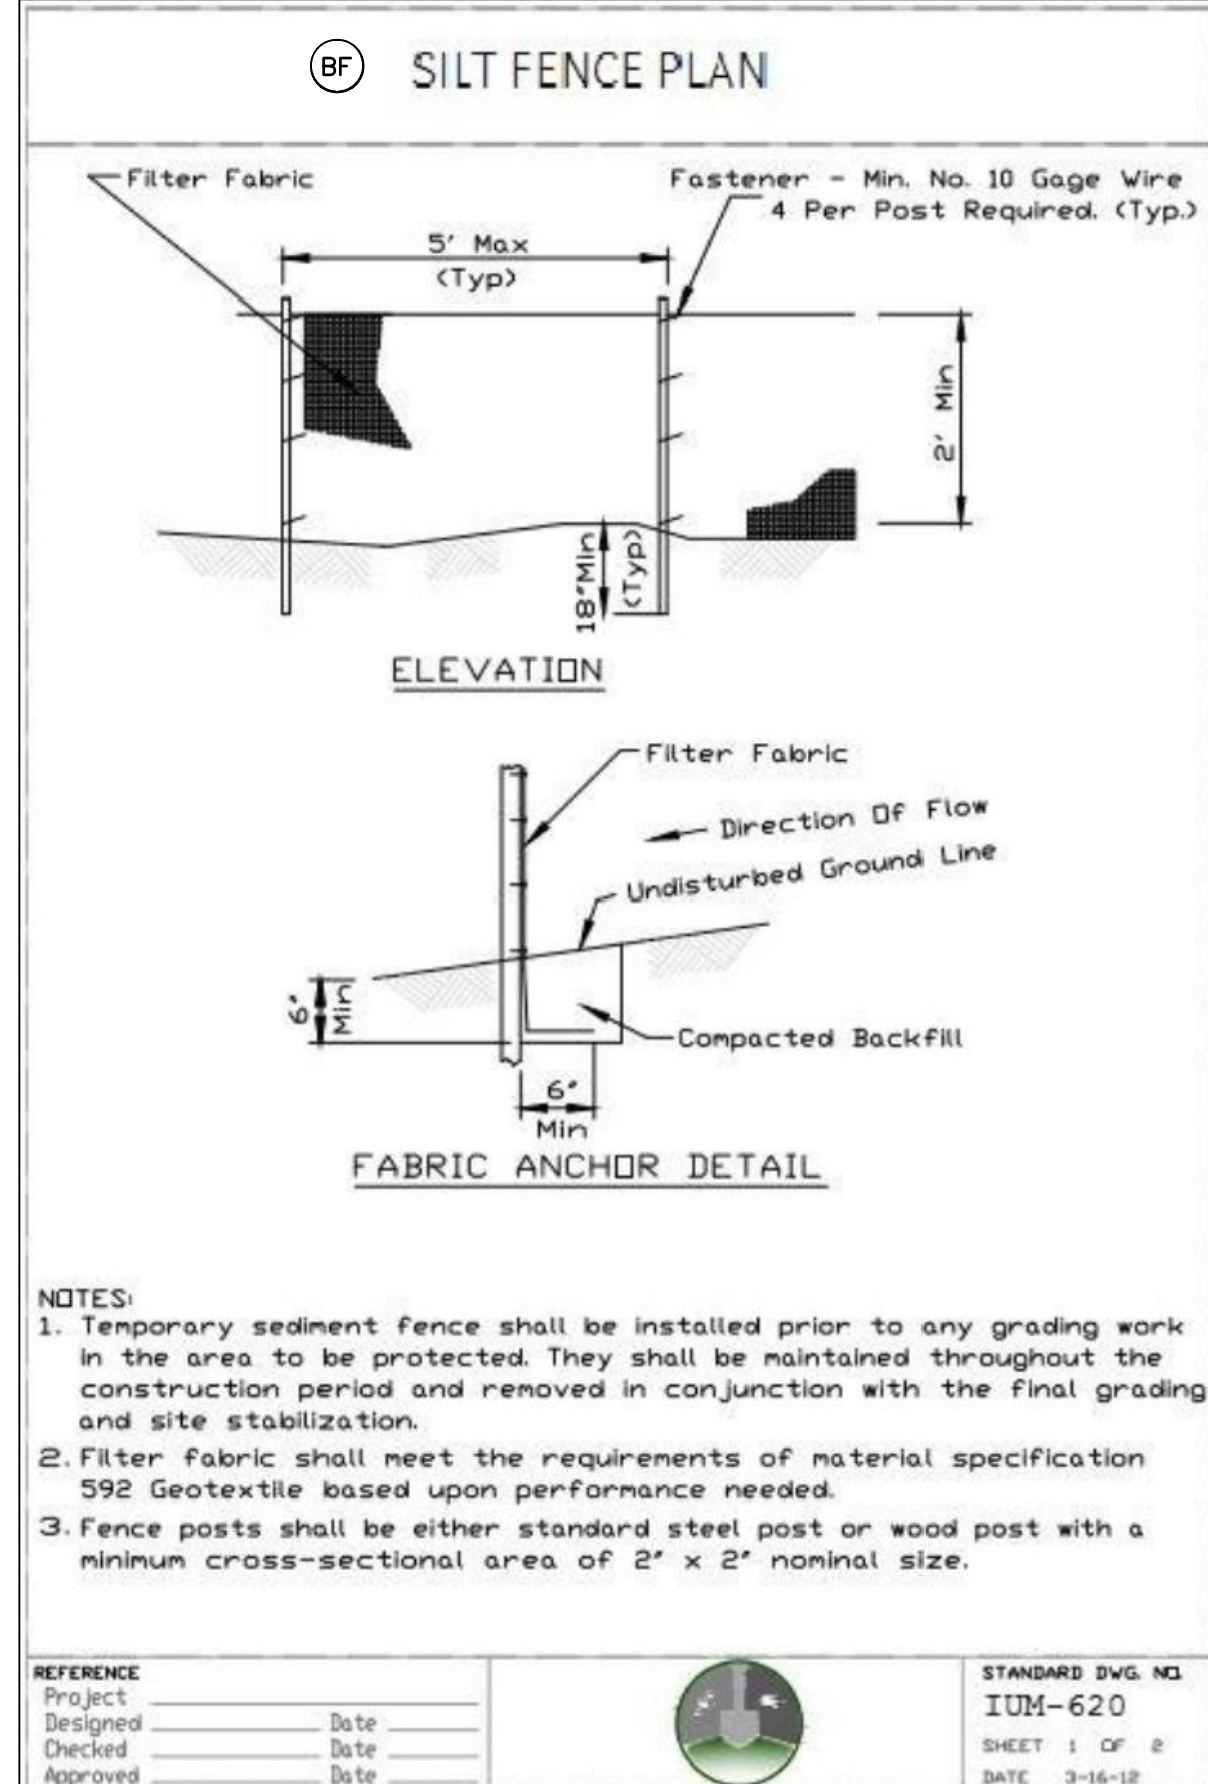 BF SILT FENCE PLAN
Filter Fabric
Fastener - Min. No. 10 Gage Wire
4 Per Post Required. (Typ.)
5' Max
(Typ)
2' Min
18"Min
(Typ)
ELEVATION
Filter Fabric
Direction Of Flow
Undisturbed Ground Line
6"
Min
Compacted Backfill
6"
Min
FABRIC ANCHOR DETAIL
NOTES:
1. Temporary sediment fence shall be installed prior to any grading work
in the area to be protected. They shall be maintained throughout the
construction period and removed in conjunction with the final grading
and site stabilization.
2. Filter fabric shall meet the requirements of material specification
592 Geotextile based upon performance needed.
3. Fence posts shall be either standard steel post or wood post with a
minimum cross-sectional area of 2" x 2" nominal size.
REFERENCE
Project
Designed Date
Checked Date
Approved Date
STANDARD DWG. NO.
IUM-620
SHEET 1 OF 2
DATE 3-16-12